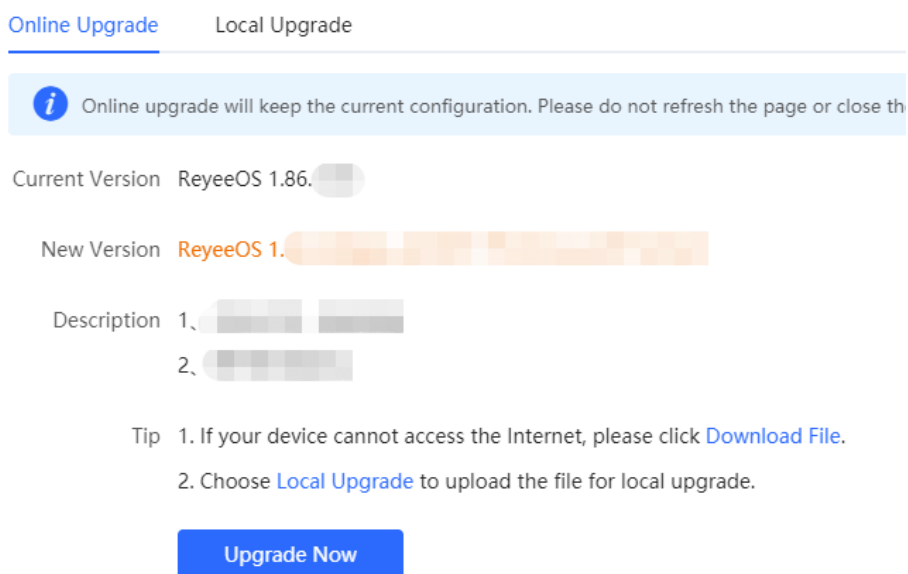 Online Upgrade Local Upgrade
Online upgrade will keep the current configuration. Please do not refresh the page or close
Current Version ReyeeOS 1.86.
New Version ReyeeOS 1.
Description 1、
2、
Tip 1. If your device cannot access the Internet, please click Download File.
2. Choose Local Upgrade to upload the file for local upgrade.
Upgrade Now